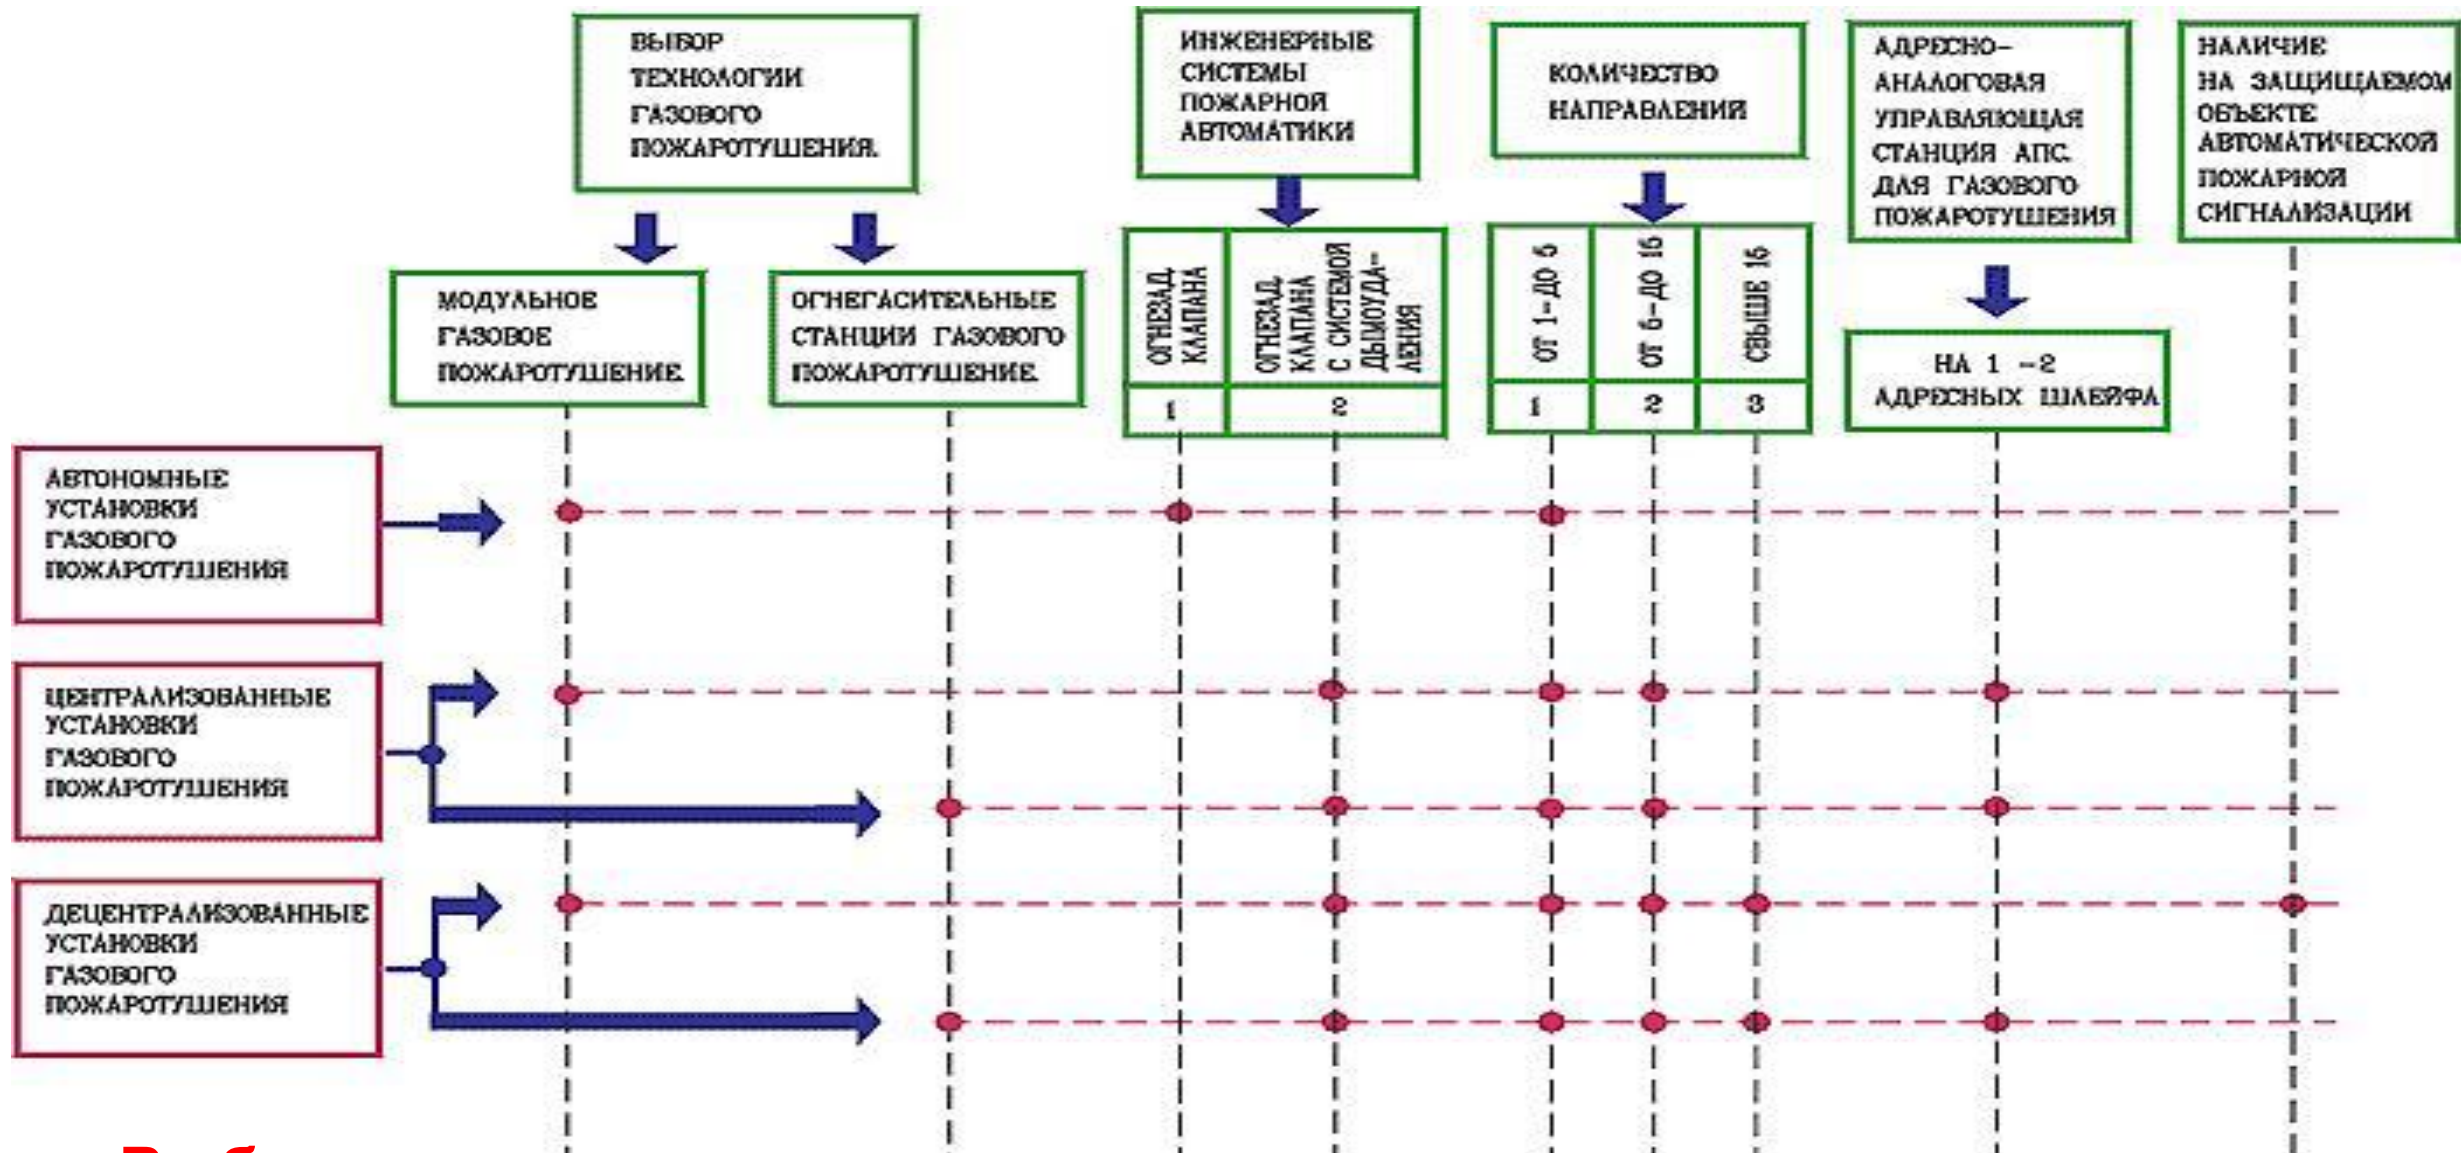 ВЫБОР
ТЕХНОЛОГИИ
ГАЗОВОГО
ПОЖАРОТУШЕНИЯ.
ИНЖЕНЕРНЫЕ
СИСТЕМЫ
ПОЖАРНОЙ
АВТОМАТИКИ
КОЛИЧЕСТВО
НАПРАВЛЕНИЙ
АДРЕСНО-
АНАЛОГОВАЯ
УПРАВЛЯЮЩАЯ
СТАНЦИЯ АПС.
ДЛЯ ГАЗОВОГО
ПОЖАРОТУШЕНИЯ
НАЛИЧИЕ
НА ЗАЩИЩАЕМОМ
ОБЪЕКТЕ
АВТОМАТИЧЕСКОЙ
ПОЖАРНОЙ
СИГНАЛИЗАЦИИ
МОДУЛЬНОЕ
ГАЗОВОЕ
ПОЖАРОТУШЕНИЕ.
ОГНЕГАСИТЕЛЬНЫЕ
СТАНЦИИ ГАЗОВОГО
ПОЖАРОТУШЕНИЕ.
ОГНЕЗАД.
КЛАПАНА
ОГНЕЗАД.
КЛАПАНА
С СИСТЕМОЙ
ДЫМОУДА-
ЛЕНИЯ
ОТ 1-ДО 5
ОТ 6-ДО 16
СВЫШЕ 16
1
2
1
2
3
НА 1 -2
АДРЕСНЫХ ШЛЕЙФА
АВТОНОМНЫЕ
УСТАНОВКИ
ГАЗОВОГО
ПОЖАРОТУШЕНИЯ
ЦЕНТРАЛИЗОВАННЫЕ
УСТАНОВКИ
ГАЗОВОГО
ПОЖАРОТУШЕНИЯ
ДЕЦЕНТРАЛИЗОВАННЫЕ
УСТАНОВКИ
ГАЗОВОГО
ПОЖАРОТУШЕНИЯ